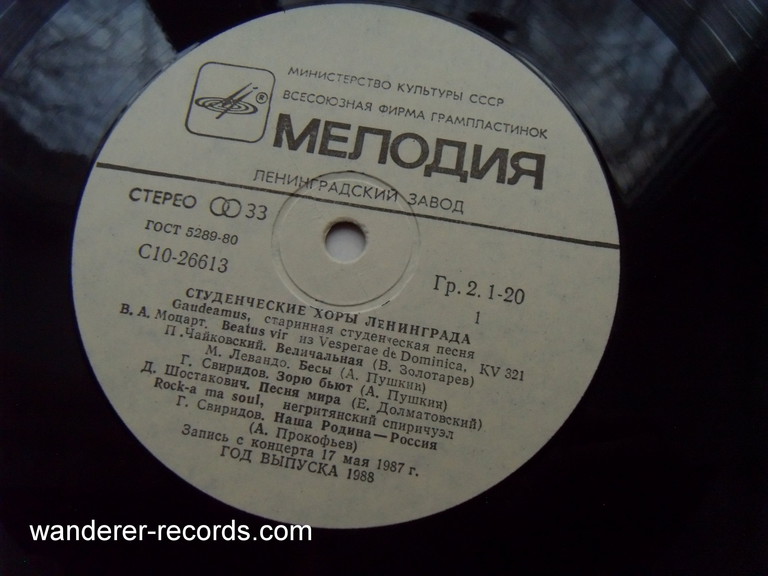 МИНИСТЕРСТВО КУЛЬТУРЫ СССР
ВСЕСОЮЗНАЯ ФИРМА ГРАМПЛАСТИНОК
®
МЕЛОДИЯ
ЛЕНИНГРАДСКИЙ ЗАВОД
СТЕРЕО 33
ГОСТ 5289-80
С10-26613
Гр. 2. 1-20
1
СТУДЕНЧЕСКИЕ ХОРЫ ЛЕНИНГРАДА
Gaudeamus, старинная студенческая песня
В. А. Моцарт. Beatus vir из Vesperae de Dominica, KV 321
П. Чайковский. Величальная (В. Золотарев)
М. Левандо. Бесы (А. Пушкин)
Г. Свиридов. Зорю бьют (А. Пушкин)
Д. Шостакович. Песня мира (Е. Долматовский)
Rock-a ma soul, негритянский спиричуэл
Г. Свиридов. Наша Родина—Россия
(А. Прокофьев)
Запись с концерта 17 мая 1987 г.
ГОД ВЫПУСКА 1988
wanderer-records.com